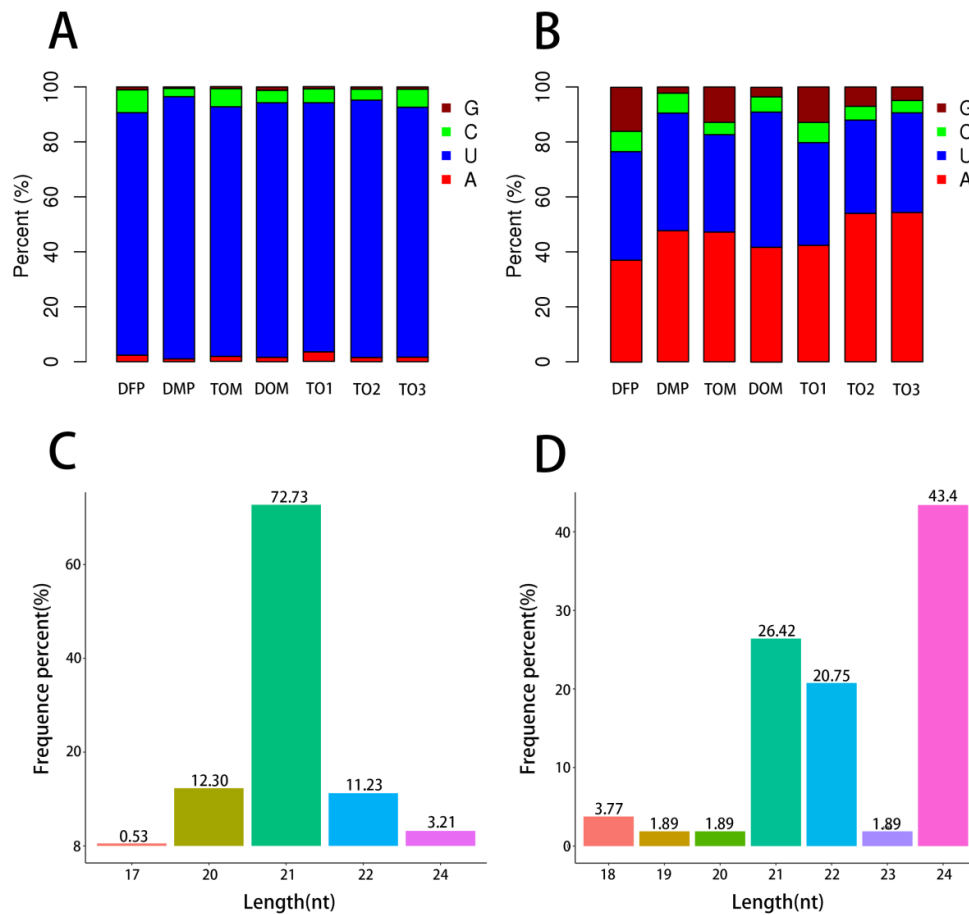 A
Percent (%)
100
80
60
40
20
0
DFP DMP TOM DOM TO1 TO2 TO3
G
C
U
A
B
Percent (%)
100
80
60
40
20
0
DFP DMP TOM DOM TO1 TO2 TO3
G
C
U
A
C
Frequence percent(%)
60
40
20
8
0.53
12.30
72.73
11.23
3.21
17 20 21 22 24
Length(nt)
D
Frequence percent(%)
40
30
20
10
0
3.77
1.89
1.89
26.42
20.75
1.89
43.4
18 19 20 21 22 23 24
Length(nt)